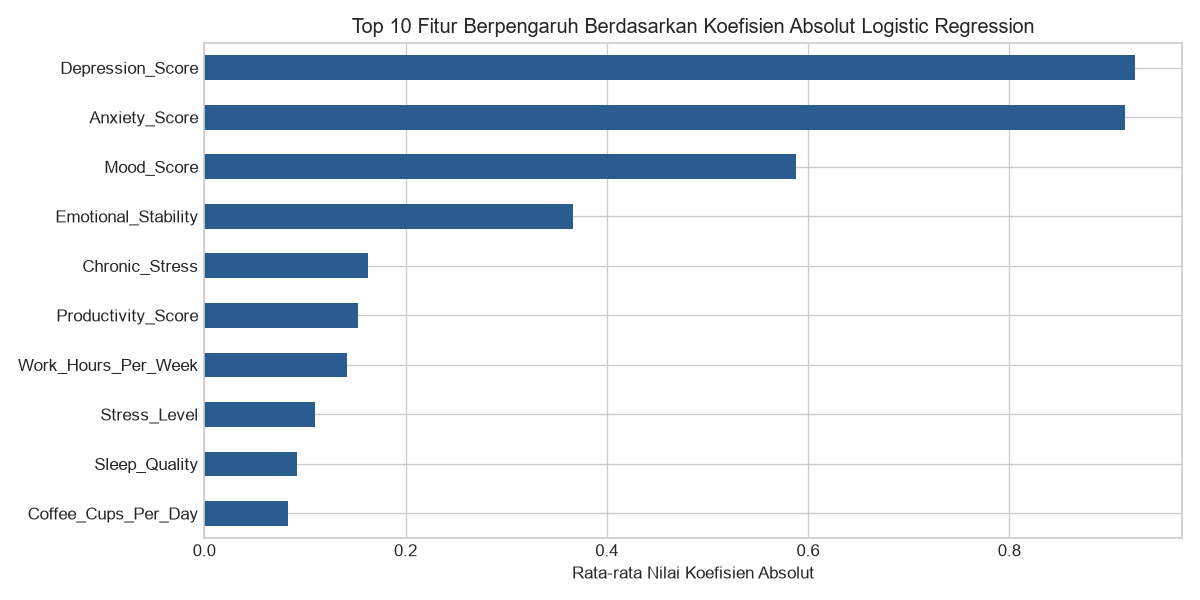 Top 10 Fitur Berpengaruh Berdasarkan Koefisien Absolut Logistic Regression
Depression_Score
Anxiety_Score
Mood_Score
Emotional_Stability
Chronic_Stress
Productivity_Score
Work_Hours_Per_Week
Stress_Level
Sleep_Quality
Coffee_Cups_Per_Day
0.0 0.2 0.4 0.6 0.8
Rata-rata Nilai Koefisien Absolut